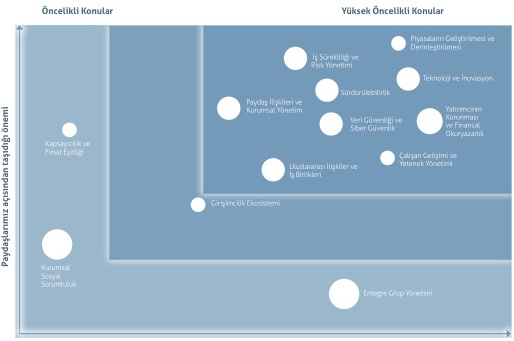 Öncelikli Konular
Yüksek Öncelikli Konular
Paydaşlarımız açısından taşıdığı önemi
Piyasaların Geliştirilmesi ve
Derinleştirilmesi
İş Sürekliliği ve
Risk Yönetimi
Teknoloji ve İnovasyon
Sürdürülebilirlik
Paydaş İlişkileri ve
Kurumsal Yönetim
Yatırımcının
Korunması
ve Finansal
Okuryazarlık
Veri Güvenliği ve
Siber Güvenlik
Kapsayıcılık ve
Fırsat Eşitliği
Çalışan Gelişimi ve
Yetenek Yönetimi
Uluslararası İlişkiler ve
İş Birlikleri
Girişimcilik Ekosistemi
Kurumsal
Sosyal
Sorumluluk
Entegre Grup Yönetimi